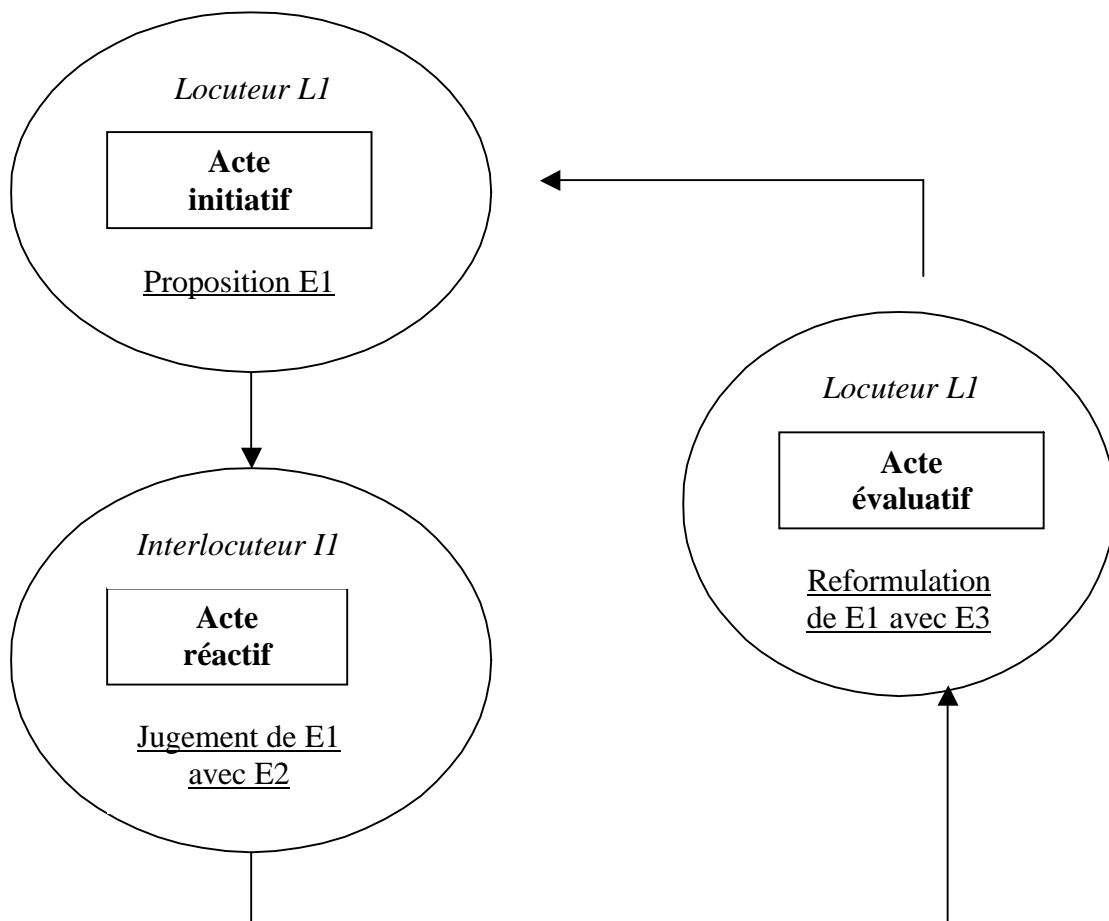 Locuteur L1
Acte
initiatif
Proposition E1
Interlocuteur I1
Acte
réactif
Jugement de E1
avec E2
Locuteur L1
Acte
évaluatif
Reformulation
de E1 avec E3